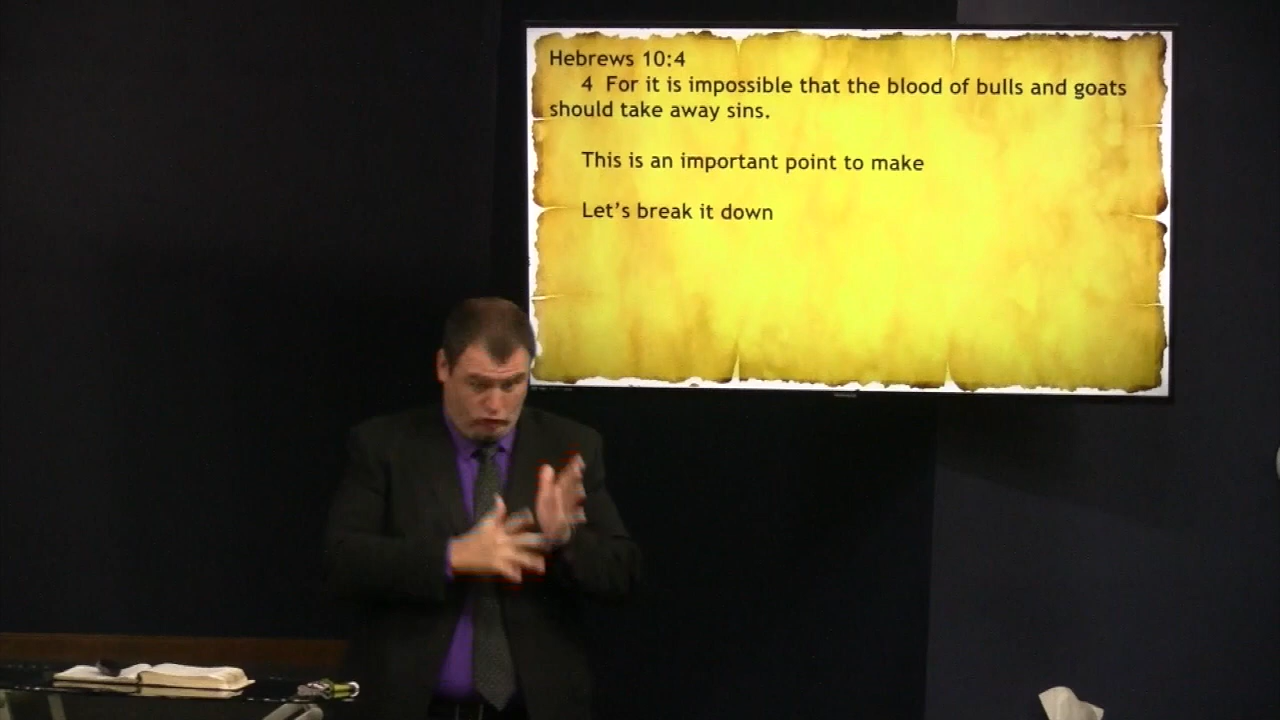 Hebrews 10:4
4 For it is impossible that the blood of bulls and goats
should take away sins.
This is an important point to make
Let's break it down